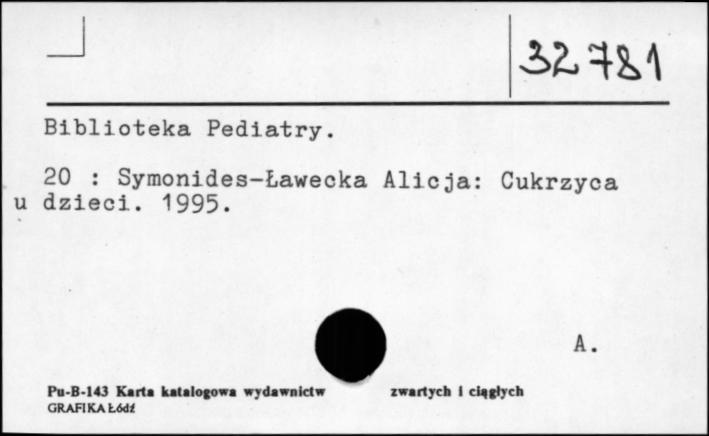 32781
Biblioteka Pediatry.
20 : Symonides-Ławecka Alicja: Cukrzyca
u dzieci. 1995.
A.
Pu-B-143 Karta katalogowa wydawnictw zwartych i ciągłych
GRAFIKA Łódź